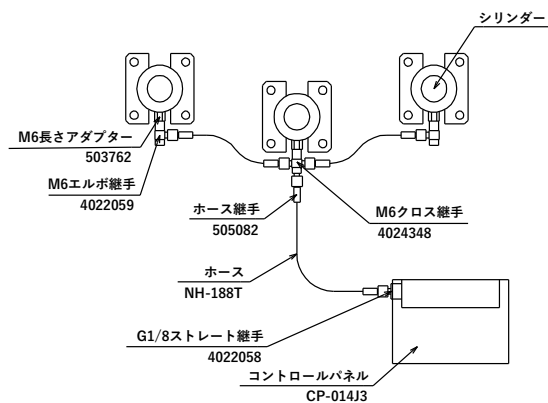 シリンダー
M6長さアダプター
503762
M6エルボ継手
4022059
ホース継手
505082
M6クロス継手
4024348
ホース
NH-188T
G1/8ストレート継手
4022058
コントロールパネル
CP-014J3